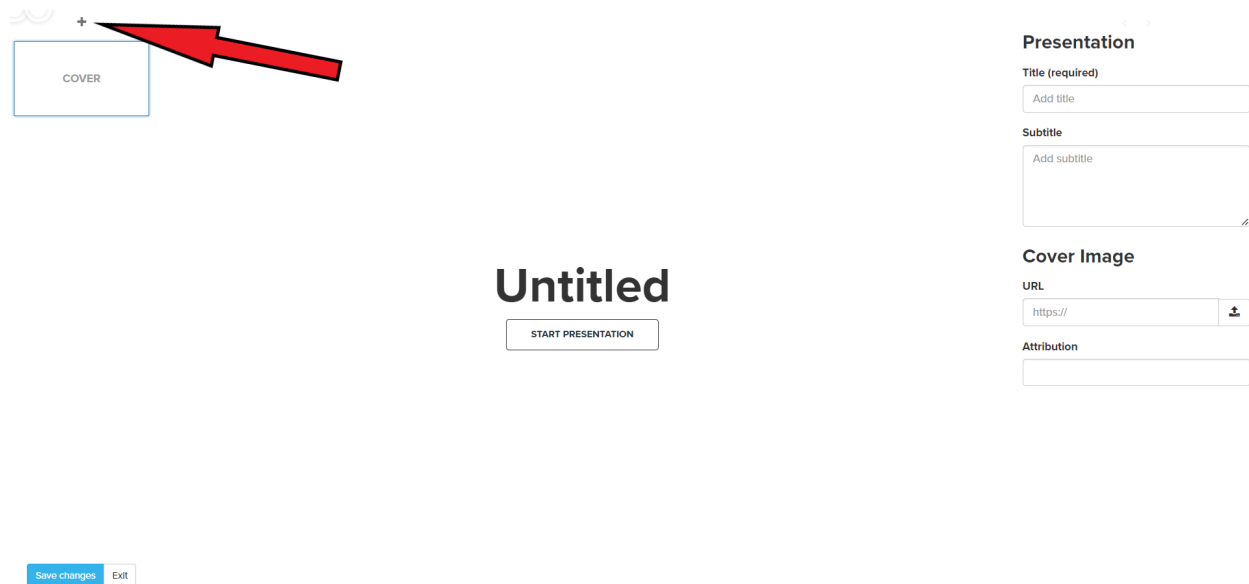 +
COVER
Untitled
START PRESENTATION
Save changes
Exit
Presentation
Title (required)
Add title
Subtitle
Add subtitle
Cover Image
URL
https://
Attribution